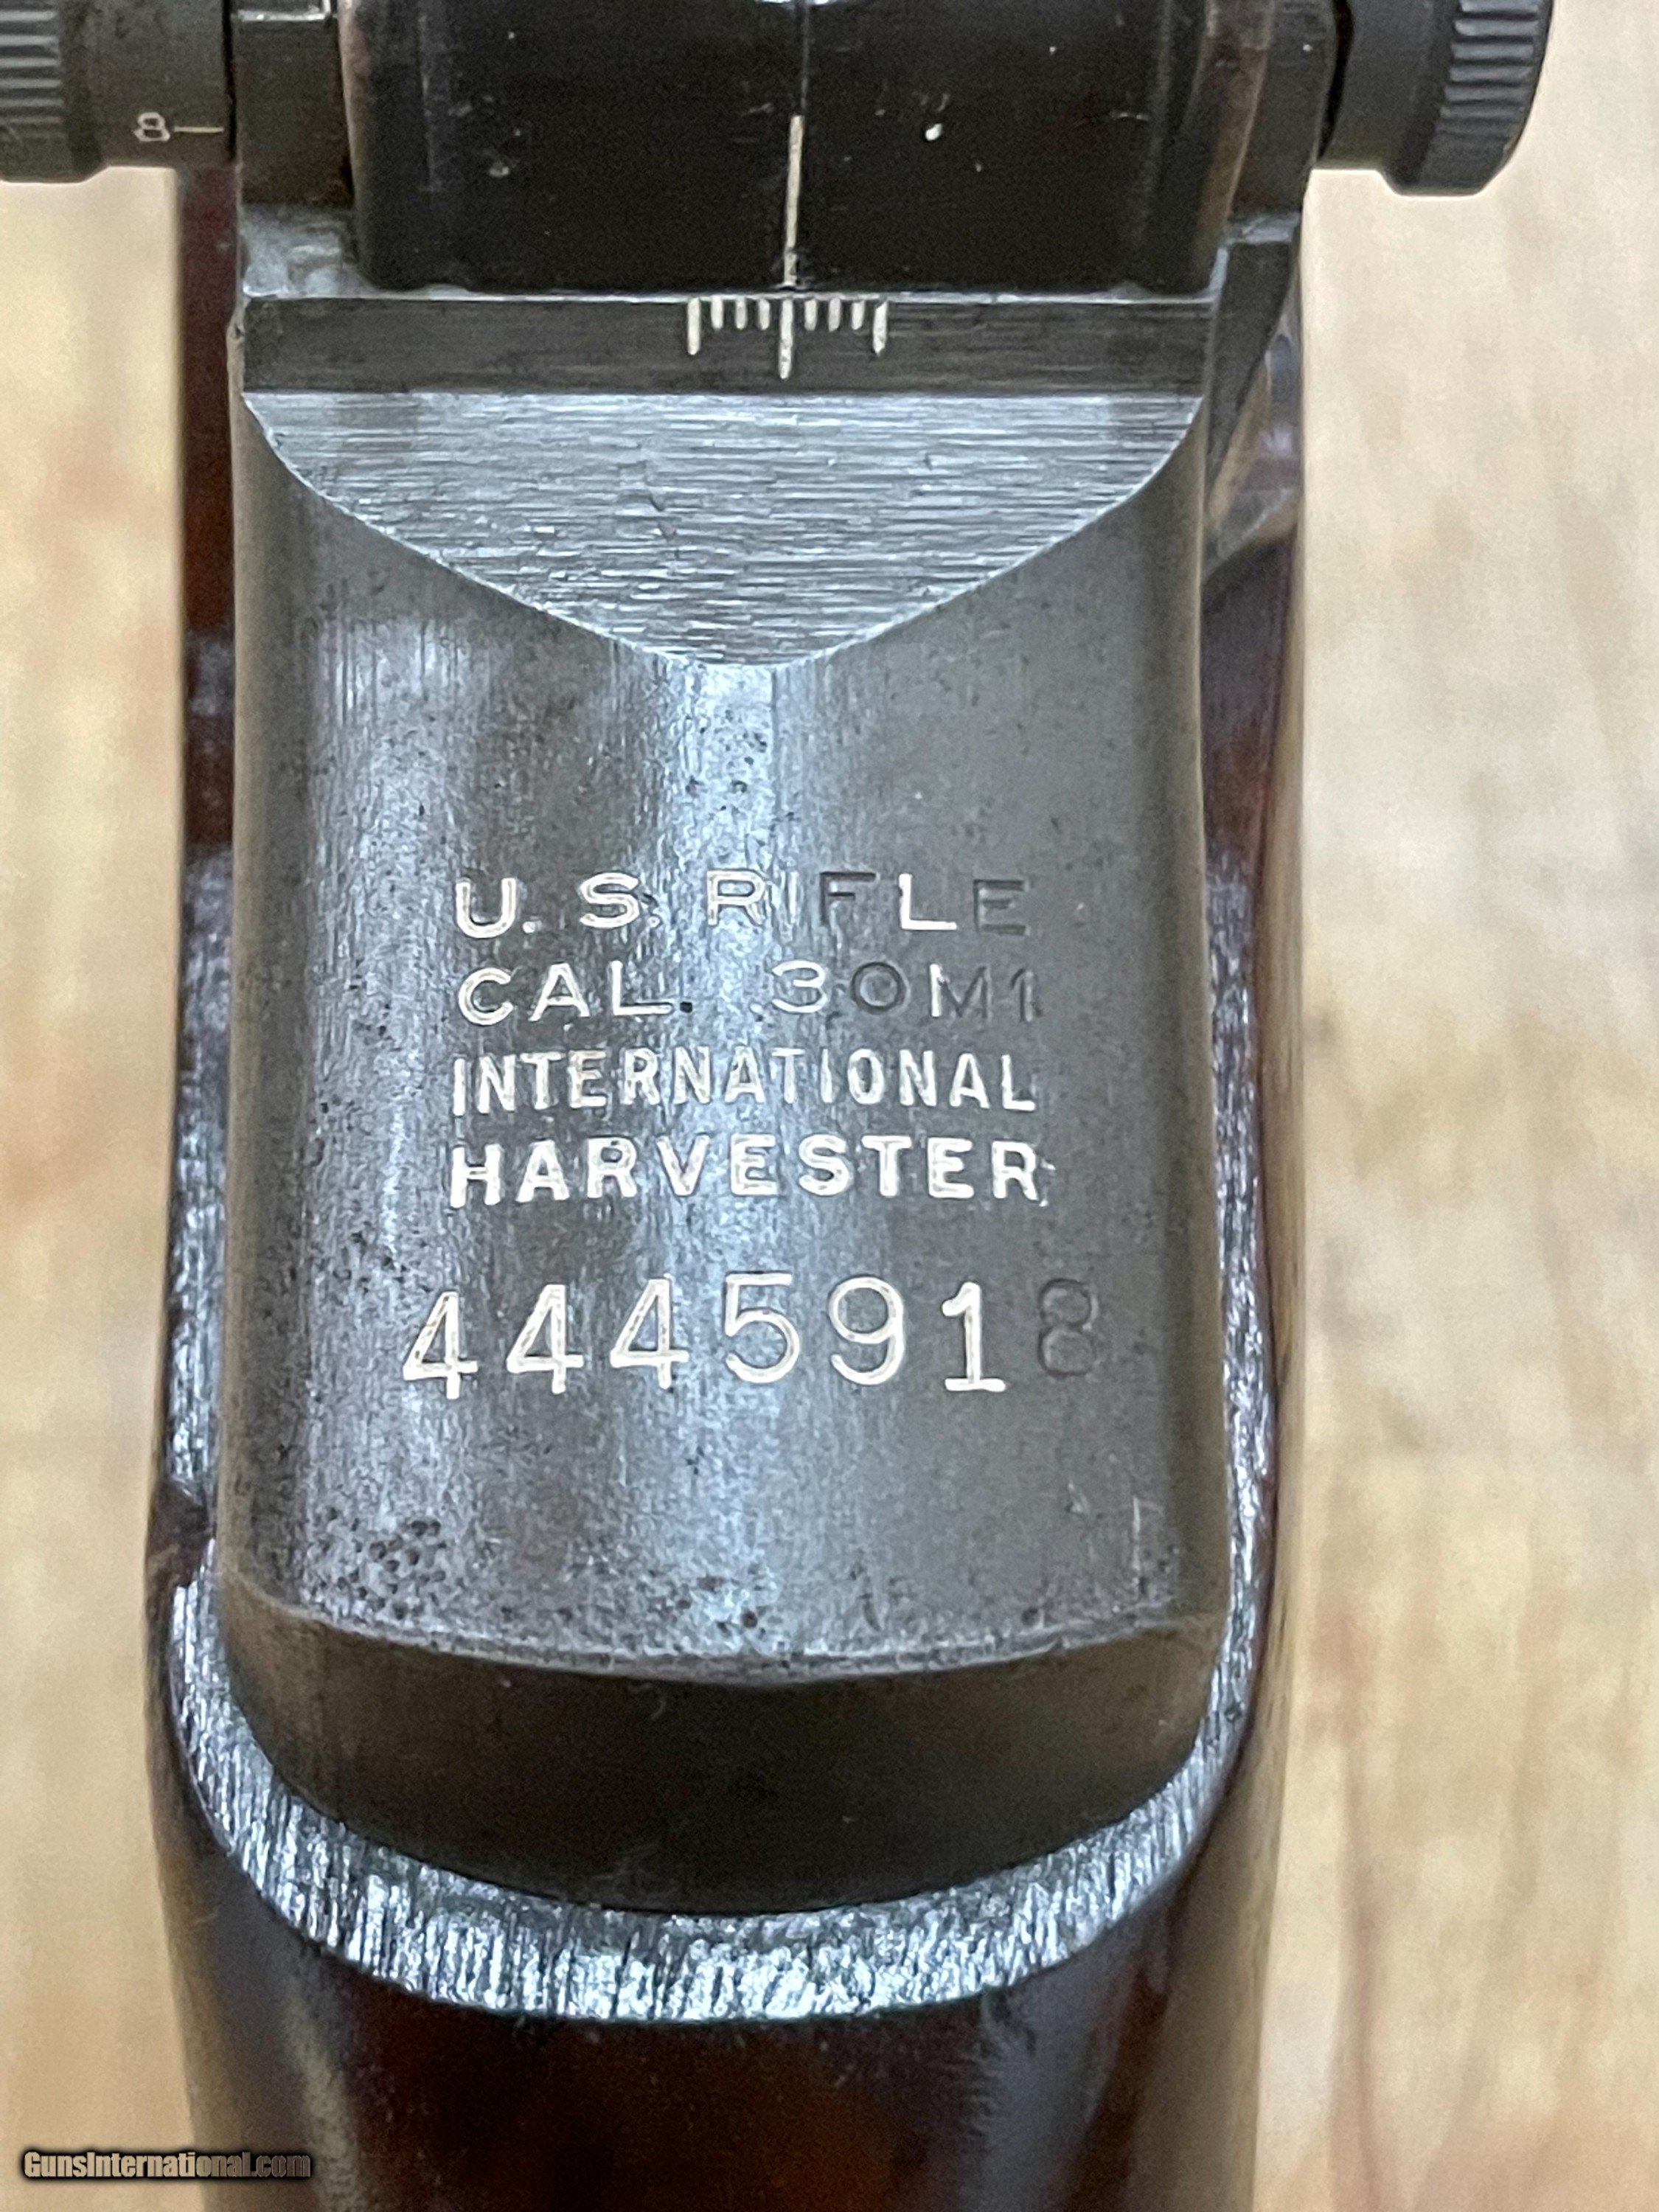 8
U. S. RIFLE
CAL. .30M1
INTERNATIONAL
HARVESTER
4445918
GunsInternational.com